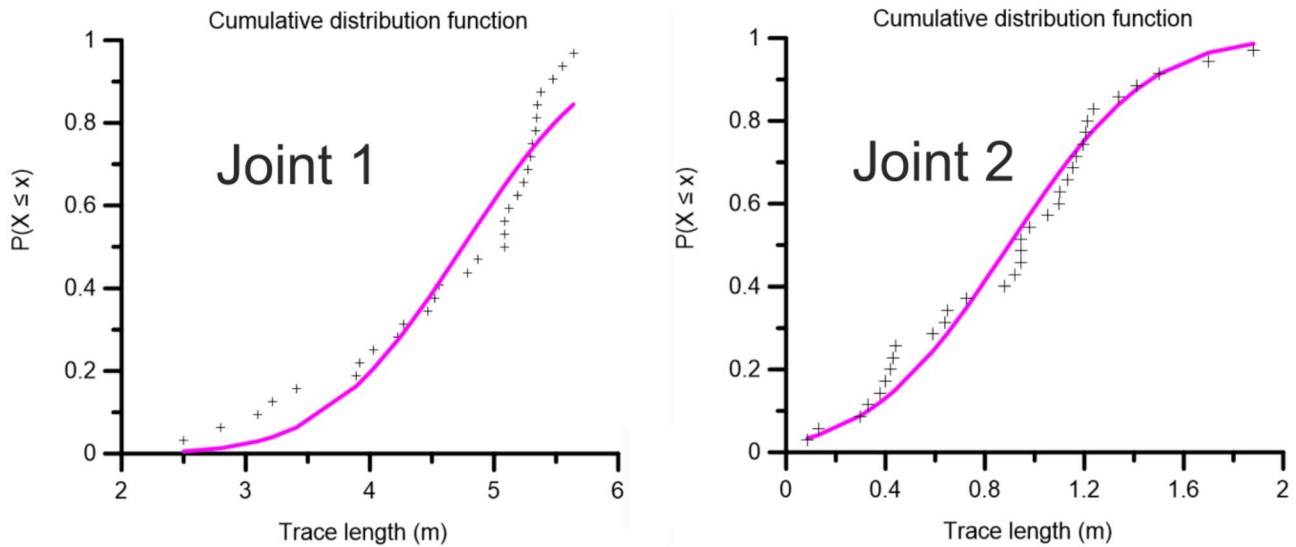 Cumulative distribution function
1
0.8
0.6
0.4
0.2
0
P(X ≤ x)
Joint 1
2 3 4 5 6
Trace length (m)
Cumulative distribution function
1
0.8
0.6
0.4
0.2
0
P(X ≤ x)
Joint 2
0 0.4 0.8 1.2 1.6 2
Trace length (m)